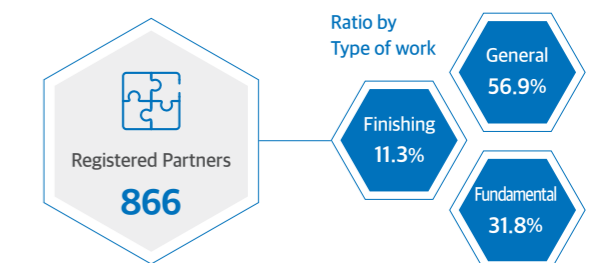 Ratio by
Type of work
General
56.9%
Finishing
11.3%
Registered Partners
866
Fundamental
31.8%